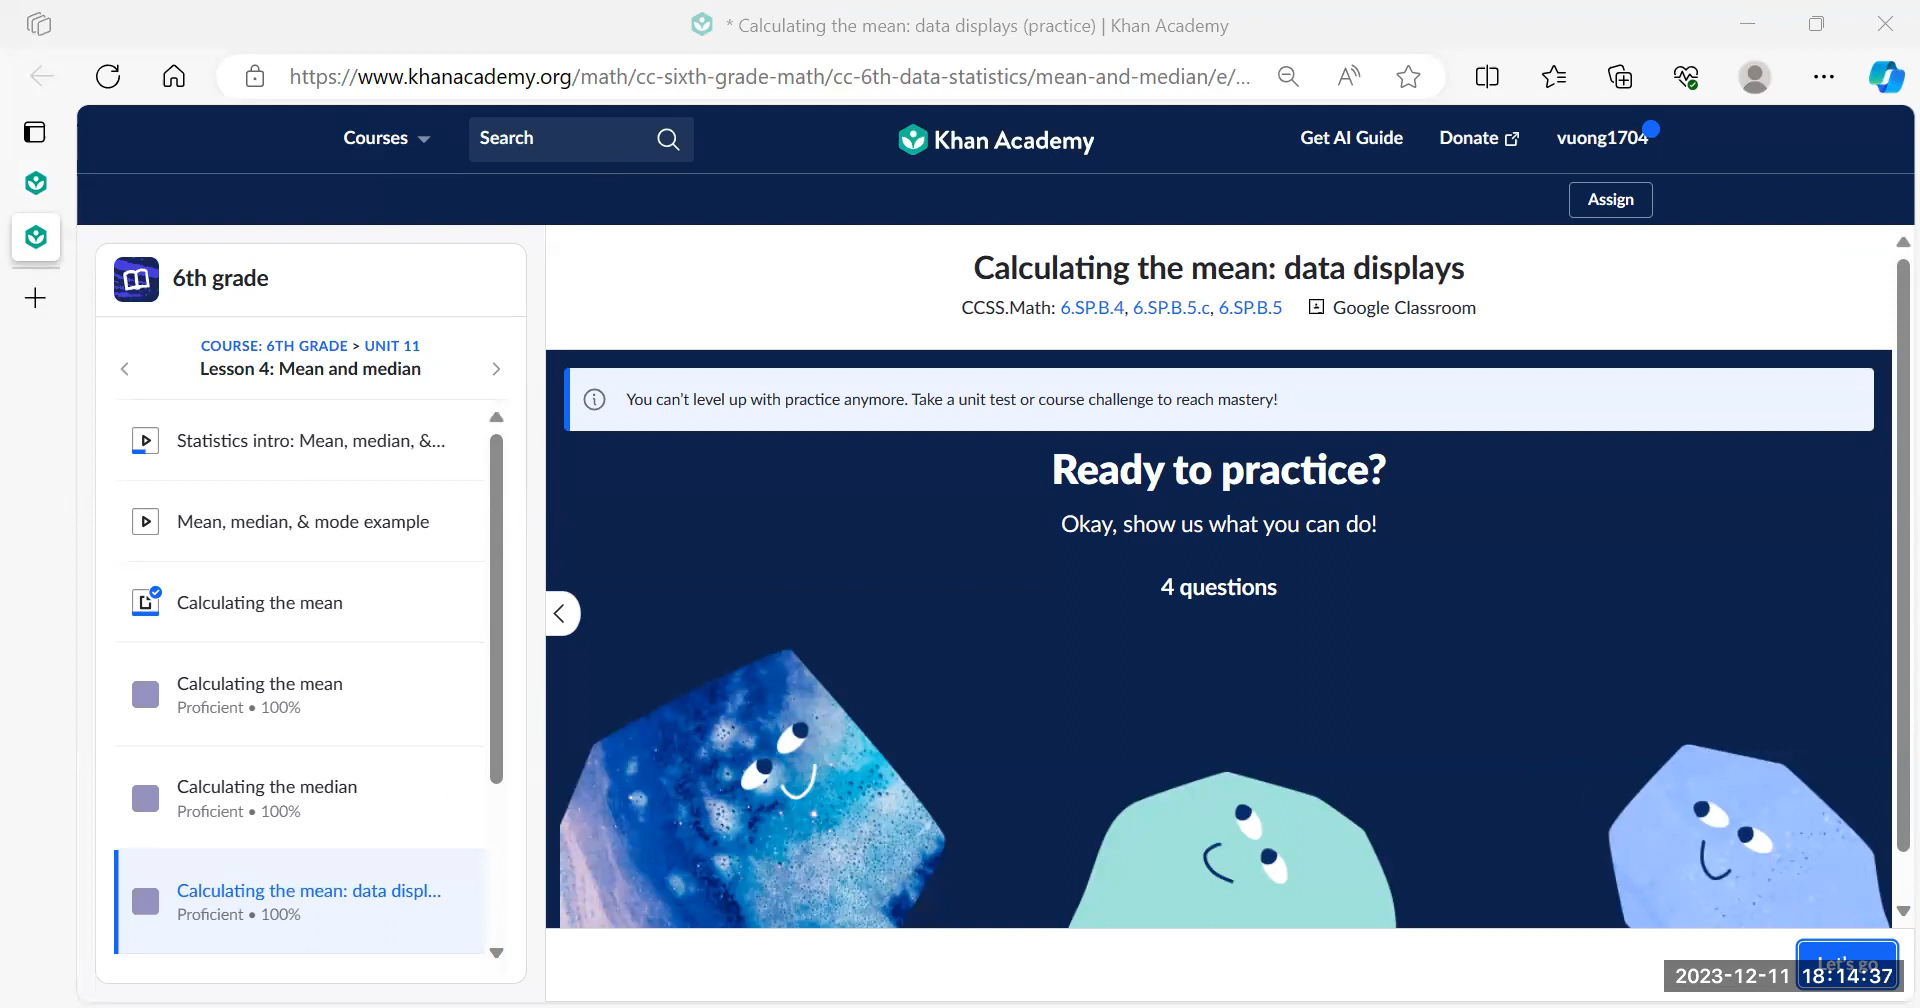 * Calculating the mean: data displays (practice) | Khan Academy
https://www.khanacademy.org/math/cc-sixth-grade-math/cc-6th-data-statistics/mean-and-median/e/...
Courses
Search
Khan Academy
Get AI Guide
Donate
vuong1704
Assign
6th grade
COURSE: 6TH GRADE > UNIT 11
Lesson 4: Mean and median
Statistics intro: Mean, median, &...
Mean, median, & mode example
Calculating the mean
Calculating the mean
Proficient • 100%
Calculating the median
Proficient • 100%
Calculating the mean: data displ...
Proficient • 100%
Calculating the mean: data displays
CCSS.Math: 6.SP.B.4, 6.SP.B.5.c, 6.SP.B.5
Google Classroom
You can't level up with practice anymore. Take a unit test or course challenge to reach mastery!
Ready to practice?
Okay, show us what you can do!
4 questions
Let's go
2023-12-11 18:14:37